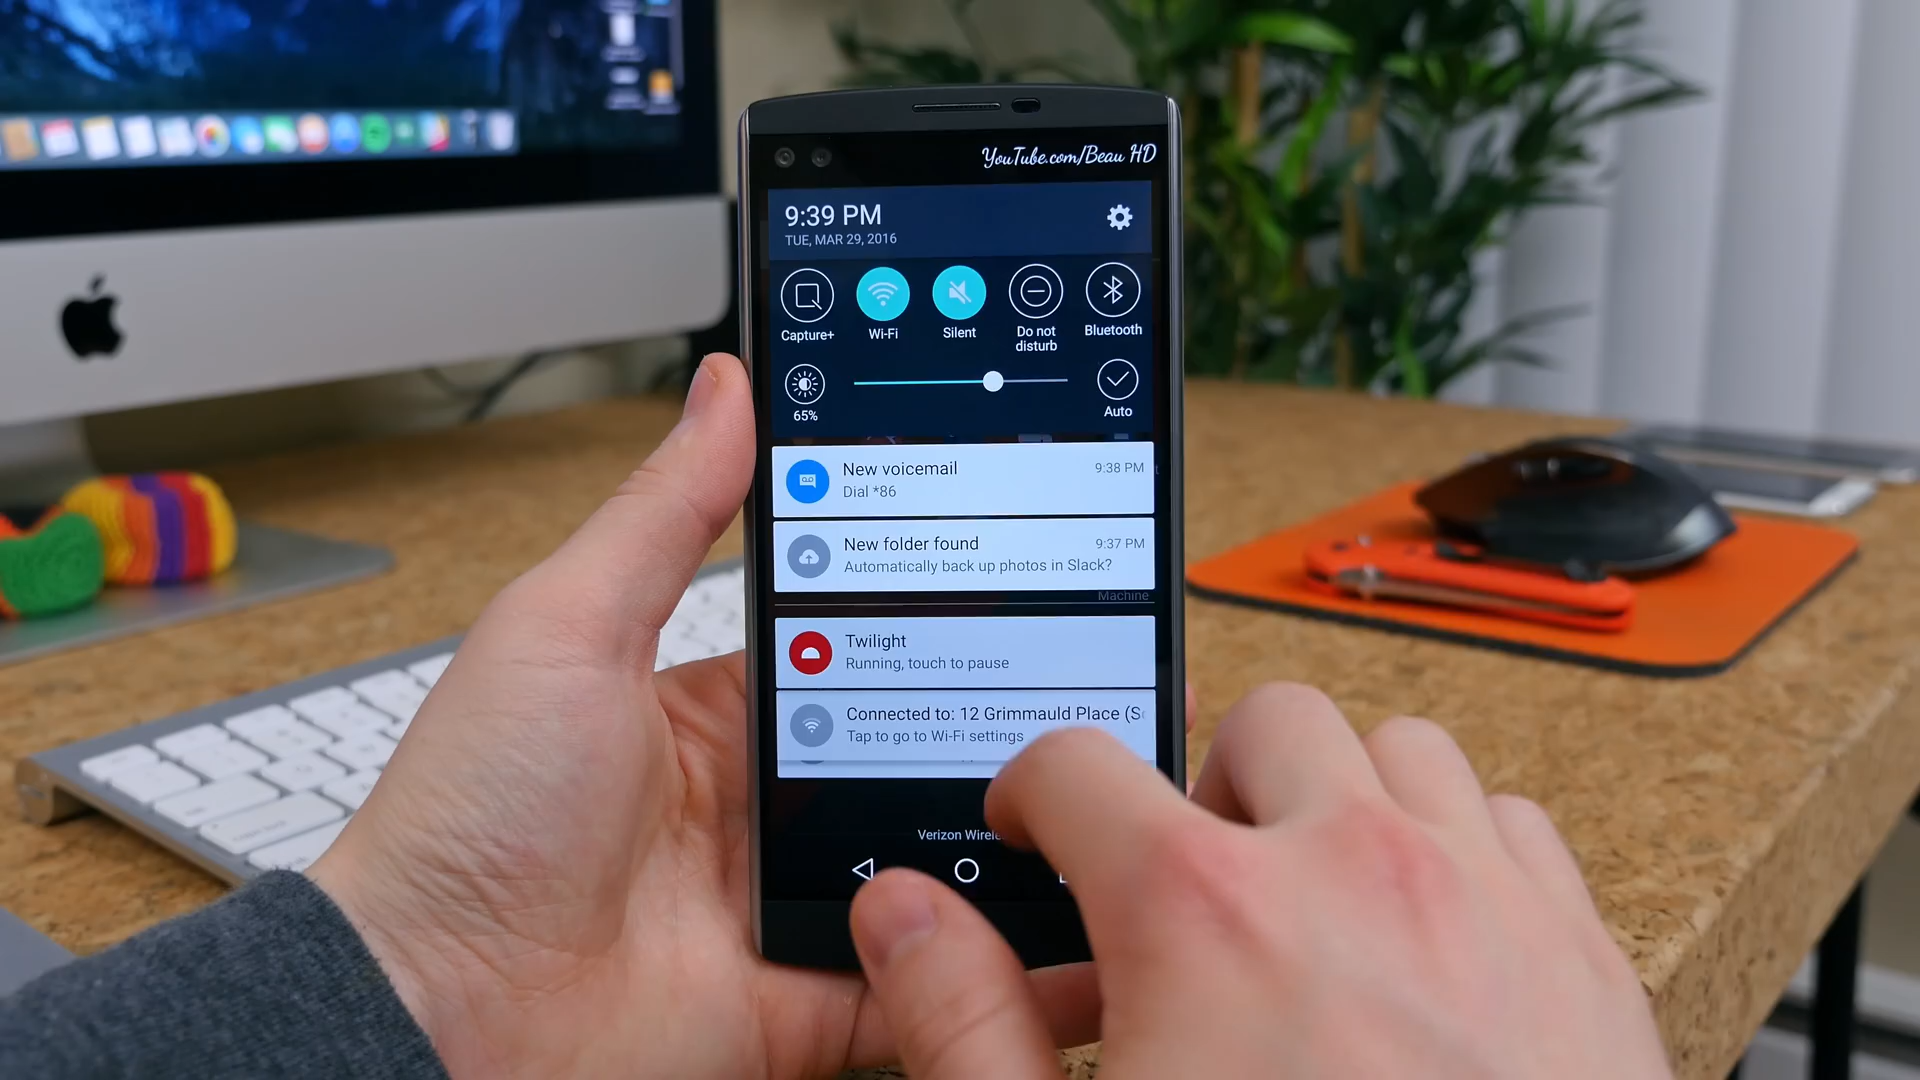 YouTube.com/Beau HD
9:39 PM
TUE, MAR 29, 2016
Capture+
Wi-Fi
Silent
Do not
disturb
Bluetooth
65%
Auto
New voicemail 9:38 PM
Dial *86
New folder found 9:37 PM
Automatically back up photos in Slack?
Machine
Twilight
Running, touch to pause
Connected to: 12 Grimmauld Place (S
Tap to go to Wi-Fi settings
Verizon